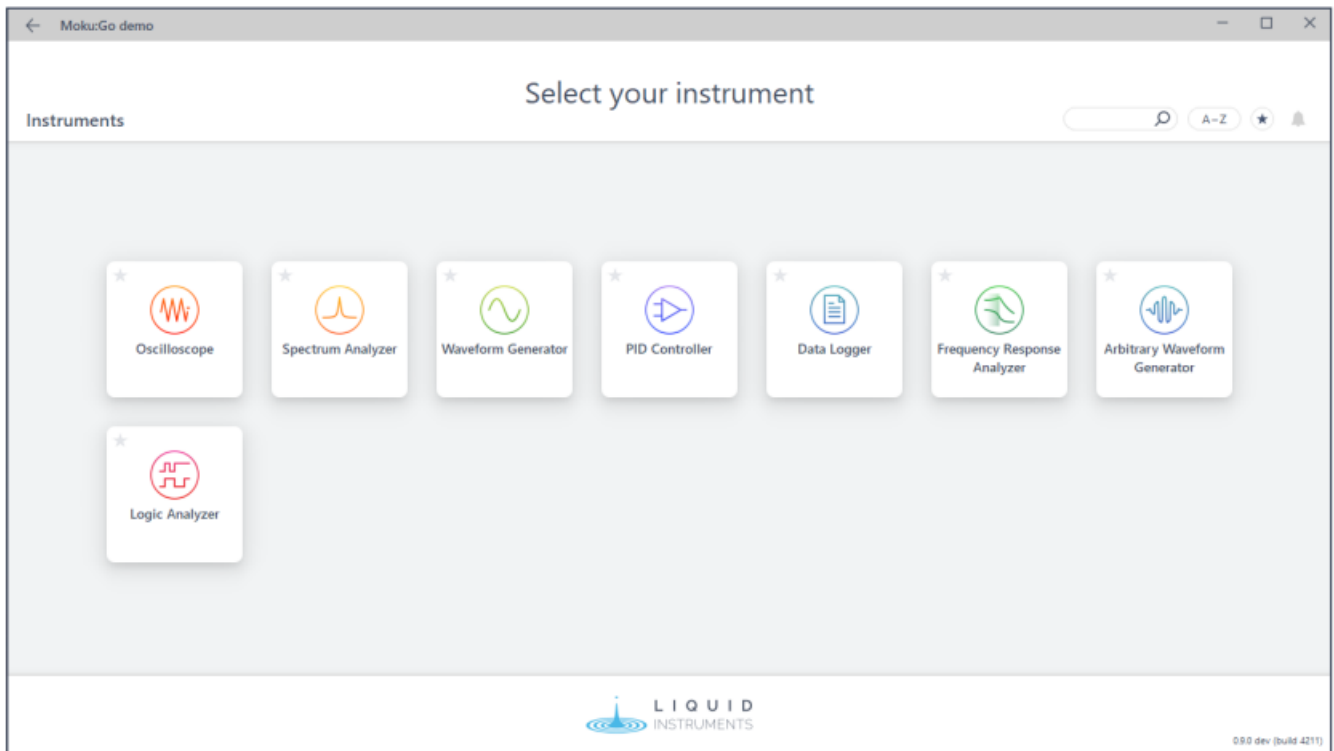 Moku:Go demo
Select your instrument
Instruments
A-Z
Oscilloscope
Spectrum Analyzer
Waveform Generator
PID Controller
Data Logger
Frequency Response
Analyzer
Arbitrary Waveform
Generator
Logic Analyzer
LIQUID
INSTRUMENTS
0.9.0 dev (build 4211)